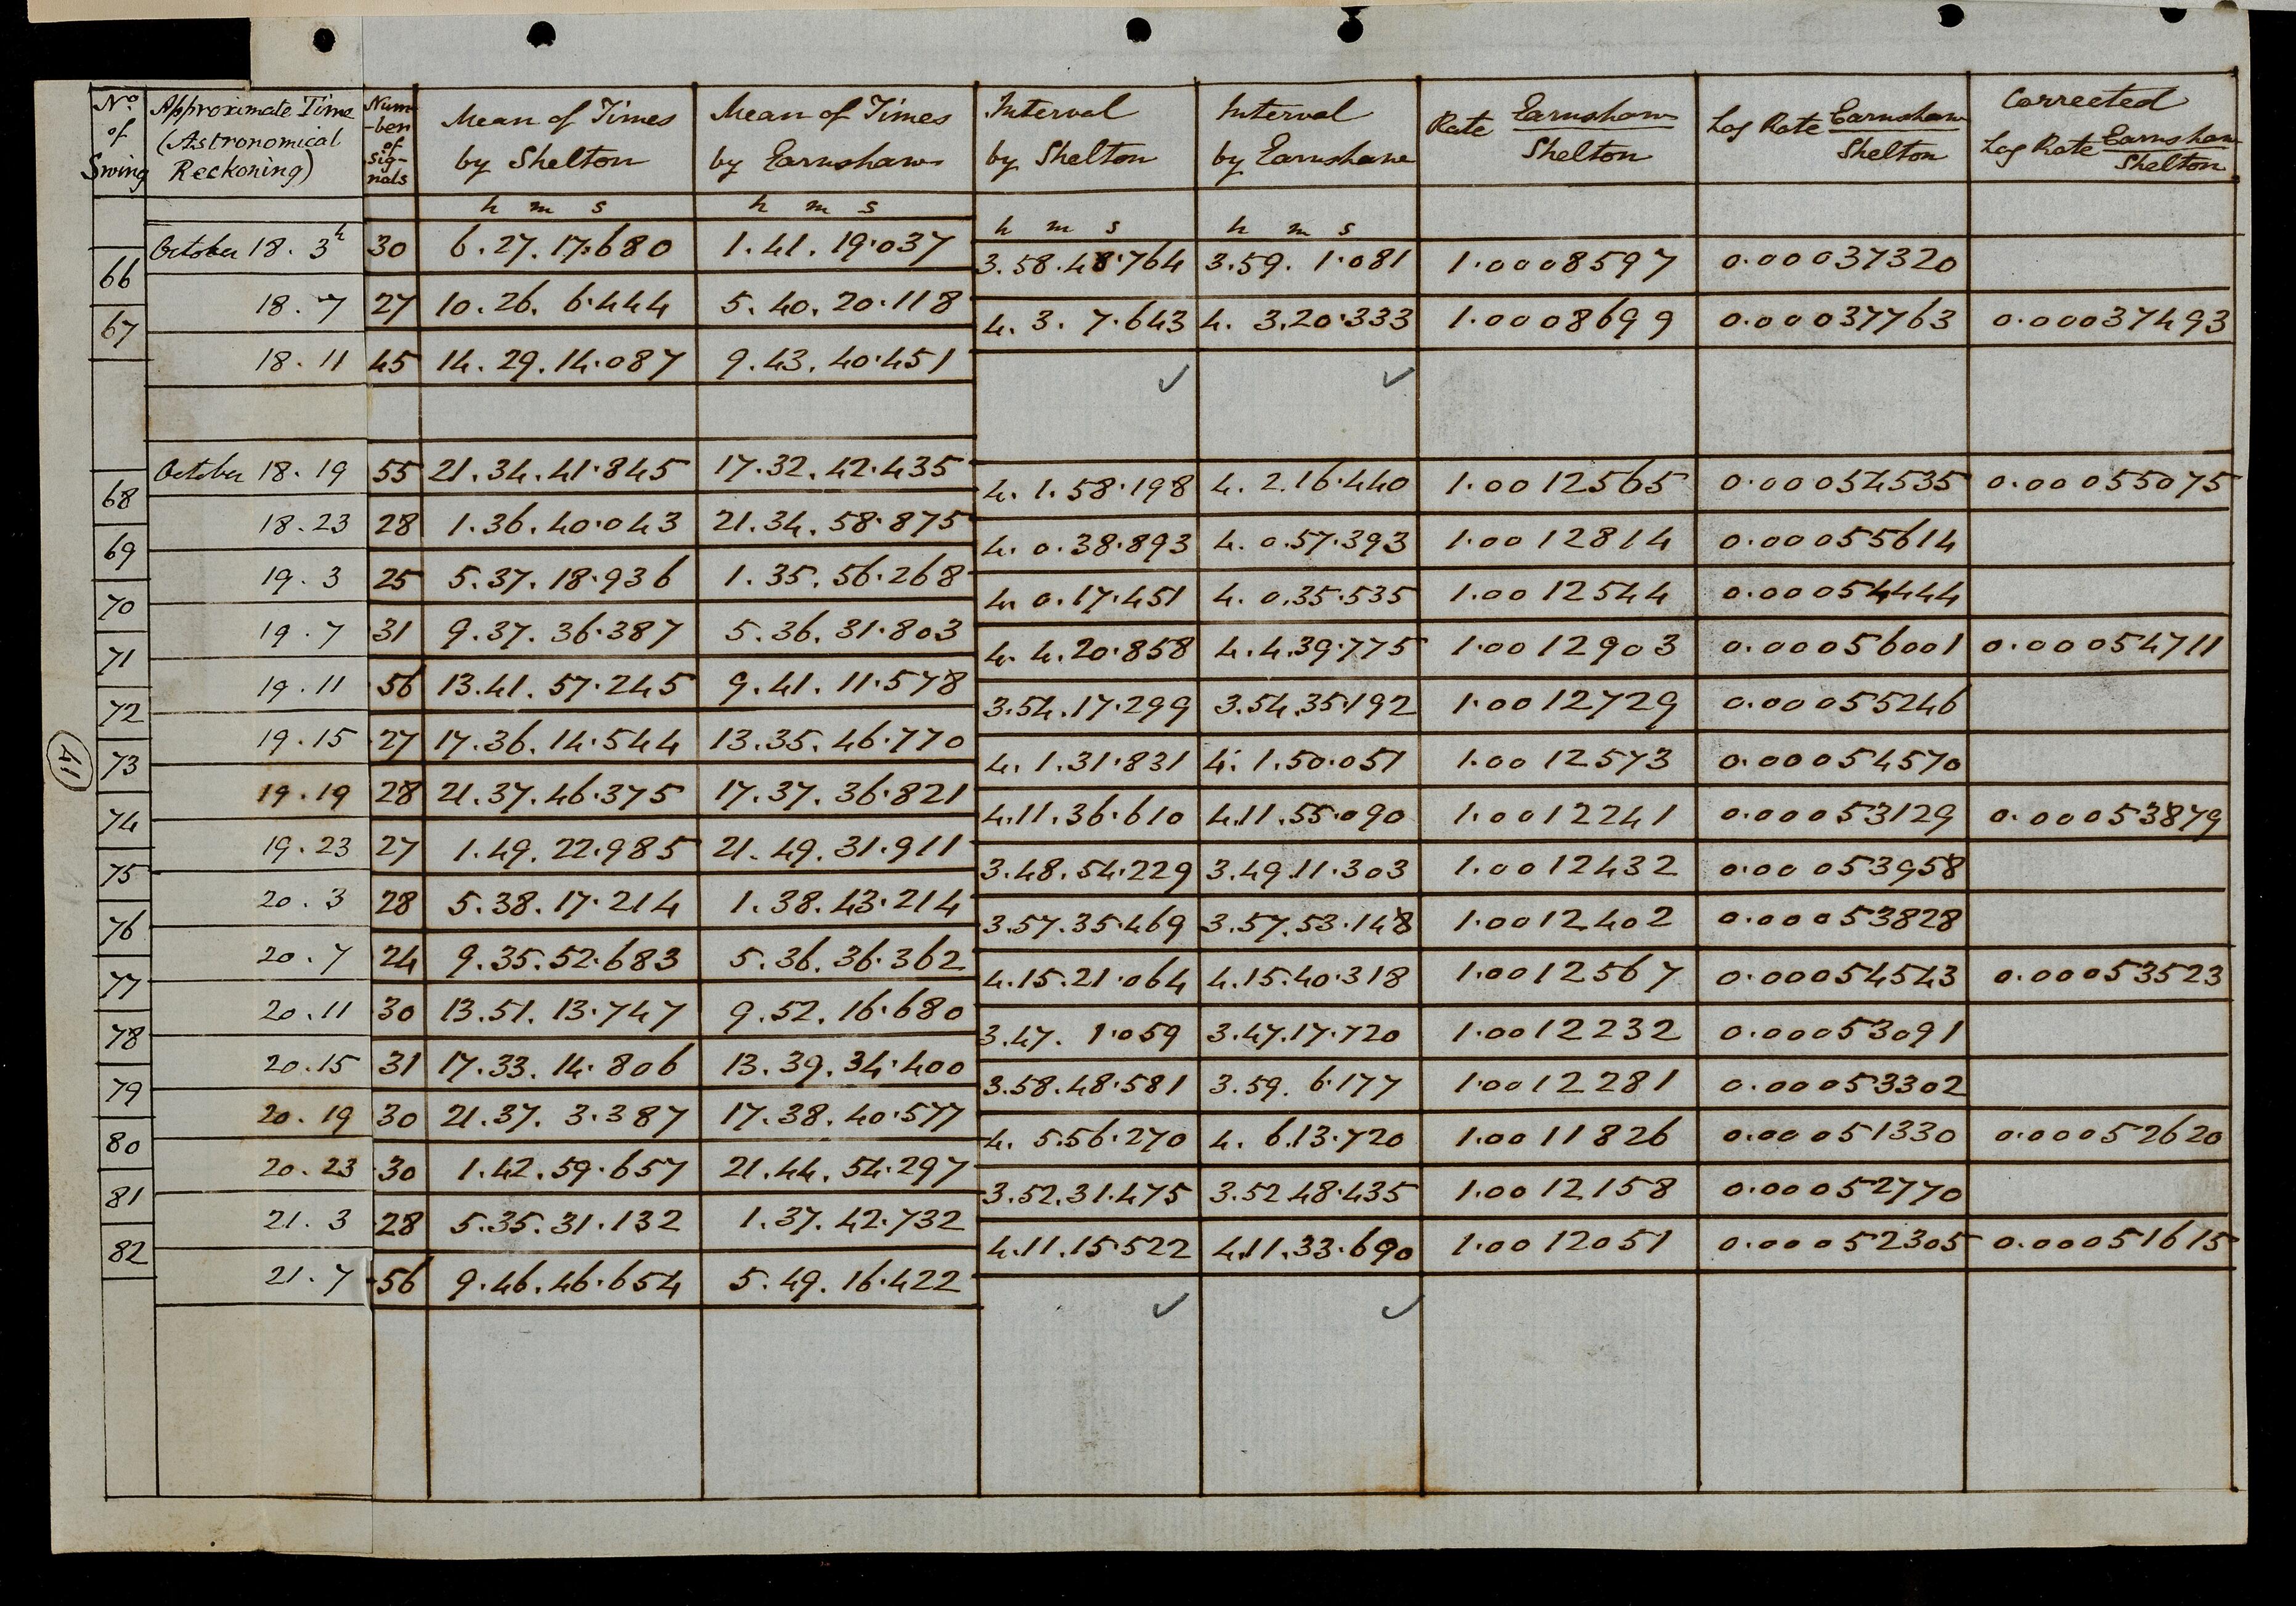 No. of Swing | Approximate Time (Astronomical Reckoning) | Num-ber of sig-nals | Mean of Times by Shelton | Mean of Times by Earnshaw | Interval by Shelton | Interval by Earnshaw | Rate Earnshaw/Shelton | Log Rate Earnshaw/Shelton | Corrected Log Rate Earnshaw/Shelton
h m s | h m s
h m s | h m s
October 18. 3h | 30 | 6.27.17.680 | 1.41.19.037
66 | 3.58.48.764 | 3.59.1.081 | 1.0008597 | 0.00037320
18.7 | 27 | 10.26.6.444 | 5.40.20.118
67 | 4.3.7.643 | 4.3.20.333 | 1.0008699 | 0.00037763 | 0.00037493
18.11 | 45 | 14.29.14.087 | 9.43.40.451
✓ ✓
October 18.19 | 55 | 21.34.41.845 | 17.32.42.435
68 | 4.1.58.198 | 4.2.16.440 | 1.0012565 | 0.00054535 | 0.00055075
18.23 | 28 | 1.36.40.043 | 21.34.58.875
69 | 4.0.38.893 | 4.0.57.393 | 1.0012814 | 0.00055614
19.3 | 25 | 5.37.18.936 | 1.35.56.268
70 | 4.0.17.451 | 4.0.35.535 | 1.0012544 | 0.00054444
19.7 | 31 | 9.37.36.387 | 5.36.31.803
71 | 4.4.20.858 | 4.4.39.775 | 1.0012903 | 0.00056001 | 0.00054711
19.11 | 56 | 13.41.57.245 | 9.41.11.578
72 | 3.54.17.299 | 3.54.35.192 | 1.0012729 | 0.00055246
19.15 | 27 | 17.36.14.544 | 13.35.46.770
73 | 4.1.31.831 | 4.1.50.051 | 1.0012573 | 0.00054570
19.19 | 28 | 21.37.46.375 | 17.37.36.821
74 | 4.11.36.610 | 4.11.55.090 | 1.0012241 | 0.00053129 | 0.00053879
19.23 | 27 | 1.49.22.985 | 21.49.31.911
75 | 3.48.54.229 | 3.49.11.303 | 1.0012432 | 0.00053958
20.3 | 28 | 5.38.17.214 | 1.38.43.214
76 | 3.57.35.469 | 3.57.53.148 | 1.0012402 | 0.00053828
20.7 | 24 | 9.35.52.683 | 5.36.36.362
77 | 4.15.21.064 | 4.15.40.318 | 1.0012567 | 0.00054543 | 0.00053523
20.11 | 30 | 13.51.13.747 | 9.52.16.680
78 | 3.47.1.059 | 3.47.17.720 | 1.0012232 | 0.00053091
20.15 | 31 | 17.33.14.806 | 13.39.34.400
79 | 3.58.48.581 | 3.59.6.177 | 1.0012281 | 0.00053302
20.19 | 30 | 21.37.3.387 | 17.38.40.577
80 | 4.5.56.270 | 4.6.13.720 | 1.0011826 | 0.00051330 | 0.00052620
20.23 | 30 | 1.42.59.657 | 21.44.54.297
81 | 3.52.31.475 | 3.52.48.435 | 1.0012158 | 0.00052770
21.3 | 28 | 5.35.31.132 | 1.37.42.732
82 | 4.11.15.522 | 4.11.33.690 | 1.0012051 | 0.00052305 | 0.00051615
21.7 | 56 | 9.46.46.654 | 5.49.16.422
✓ ✓
41